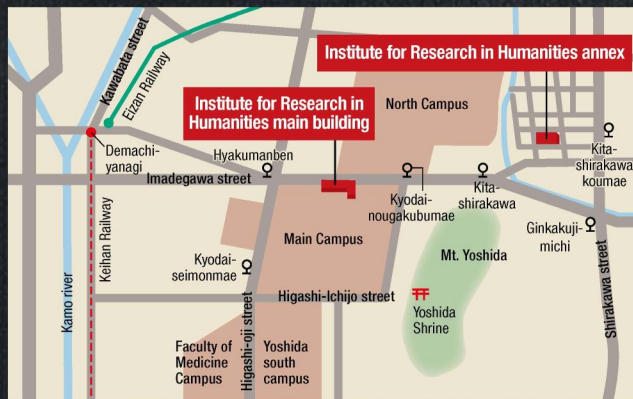 Institute for Research in Humanities annex
Kawabata street
Eizan Railway
Institute for Research in
Humanities main building
North Campus
Demachi-
yanagi
Hyakumanben
Imadegawa street
Kita-
shirakawa
koumae
Kyodai-
nougakubumae
Kita-
shirakawa
Keihan Railway
Main Campus
Ginkakuji-
michi
Kyodai-
seimonmae
Mt. Yoshida
Kamo river
Higashi-Ichijo street
Shirakawa street
Yoshida
Shrine
Faculty of
Medicine
Campus
Higashi-oji street
Yoshida
south
campus